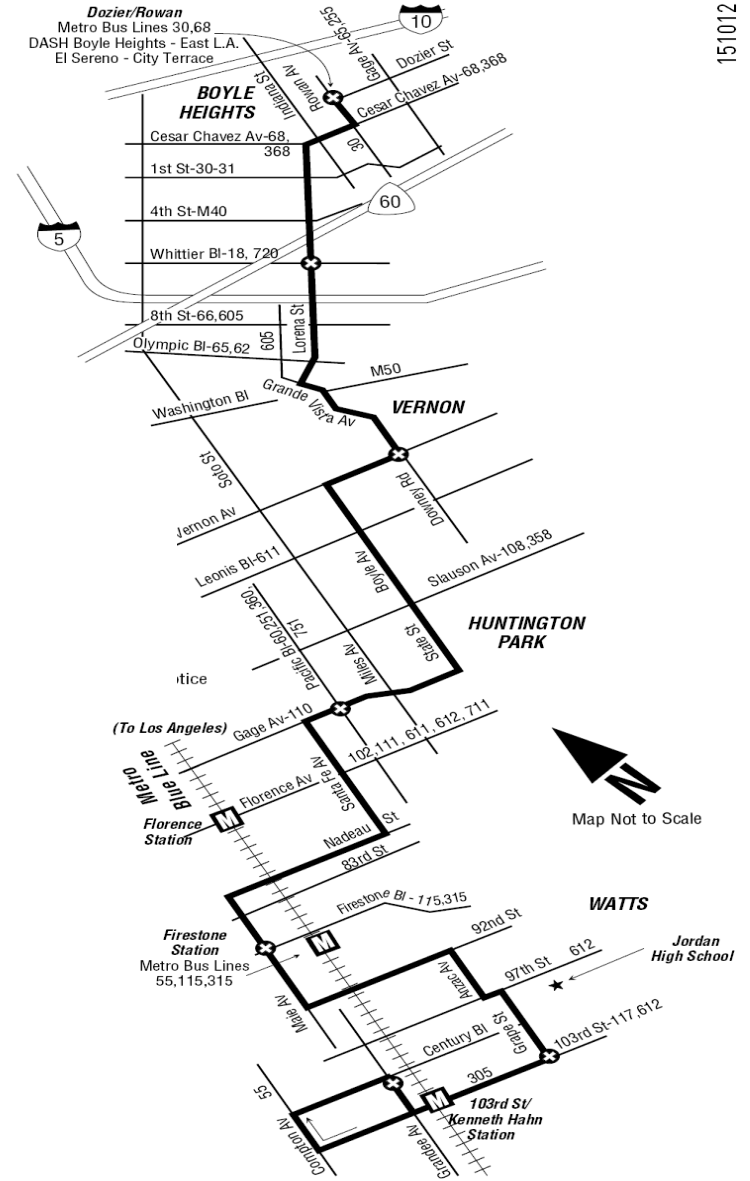 Dozier/Rowan
Metro Bus Lines 30,68
DASH Boyle Heights - East L.A.
El Sereno - City Terrace
151012
10
Gage Av-65,255
Rowan Av
Indiana St
Dozier St
Cesar Chavez Av-68,368
BOYLE
HEIGHTS
Cesar Chavez Av-68,
368
30
1st St-30-31
60
4th St-M40
5
Whittier Bl-18, 720
8th St-66,605
605
Lorena St
Olympic Bl-65,62
M50
Grande Vista Av
Washington Bl
VERNON
Soto St
Downey Rd
Vernon Av
Boyle Av
Leonis Bl-611
Slauson Av-108,358
Pacific Bl-60,251,360,
751
HUNTINGTON
PARK
State St
Miles Av
otice
Gage Av-110
(To Los Angeles)
102,111, 611, 612, 711
Metro
Blue Line
Santa Fe Av
Florence Av
N
Map Not to Scale
Florence
Station
M
Nadeau St
83rd St
Firestone Bl - 115,315
WATTS
92nd St
Firestone
Station
Metro Bus Lines
55,115,315
M
Jordan
High School
612
97th St
Anzac Av
Maie Av
Grape St
103rd St-117,612
Century Bl
305
55
M
103rd St/
Kenneth Hahn
Station
Compton Av
Grandee Av